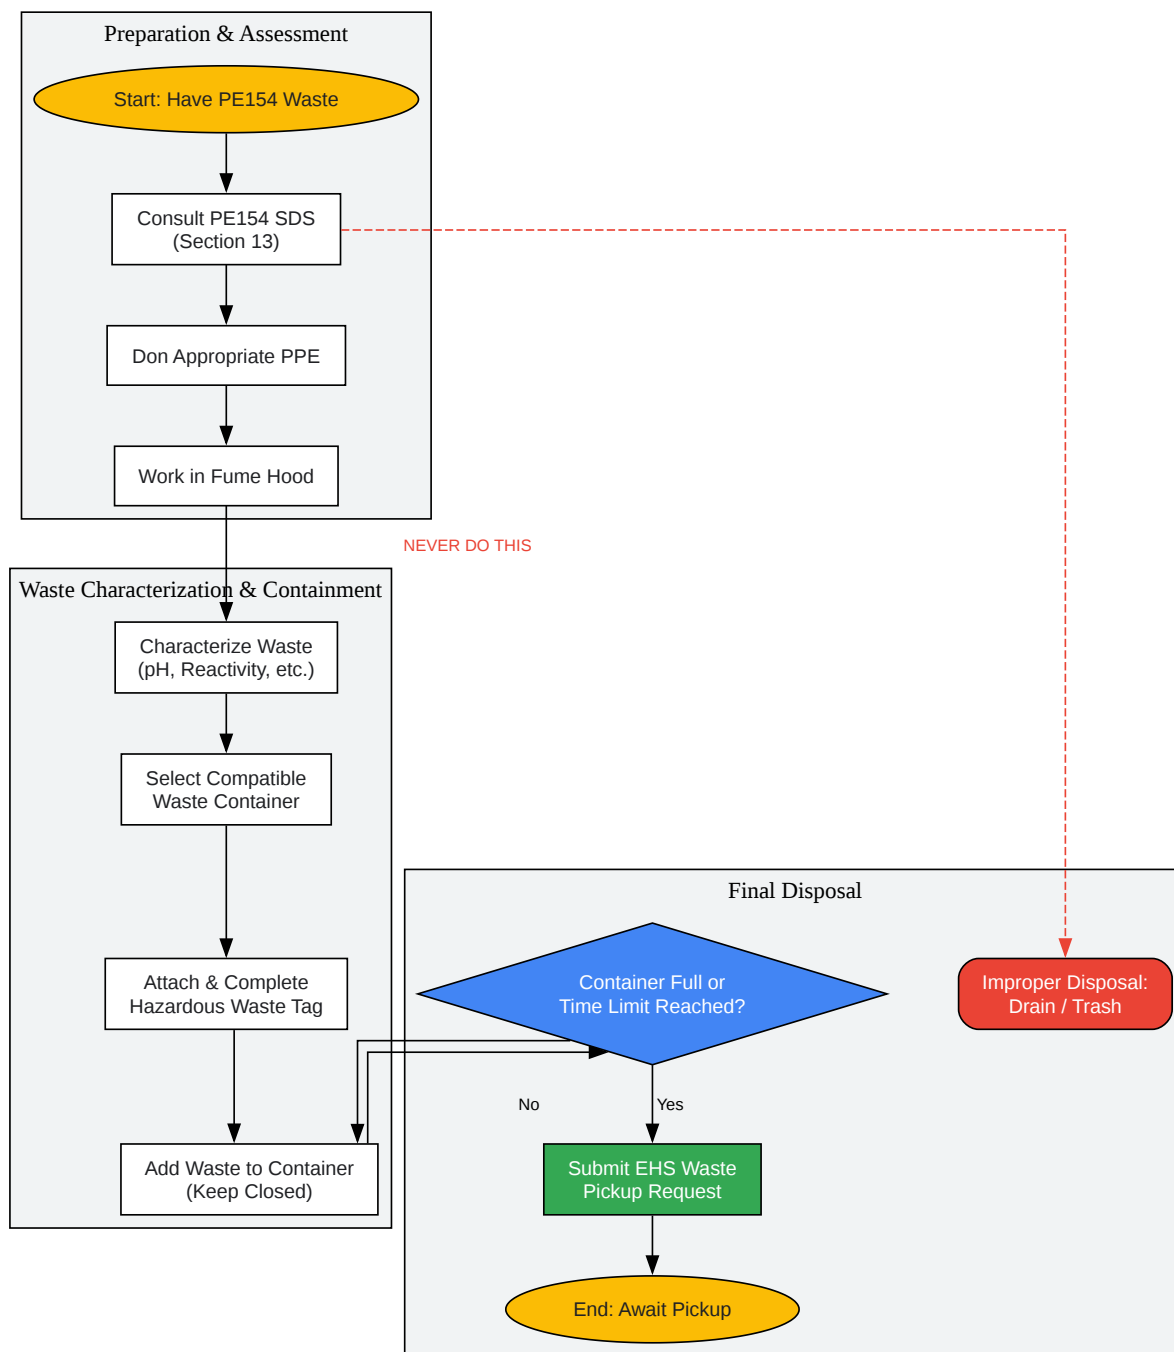 Preparation & Assessment
Start: Have PE154 Waste
Consult PE154 SDS
(Section 13)
Don Appropriate PPE
Work in Fume Hood
NEVER DO THIS
Waste Characterization & Containment
Characterize Waste
(pH, Reactivity, etc.)
Select Compatible
Waste Container
Attach & Complete
Hazardous Waste Tag
Add Waste to Container
(Keep Closed)
Final Disposal
Container Full or
Time Limit Reached?
Improper Disposal:
Drain / Trash
No
Yes
Submit EHS Waste
Pickup Request
End: Await Pickup